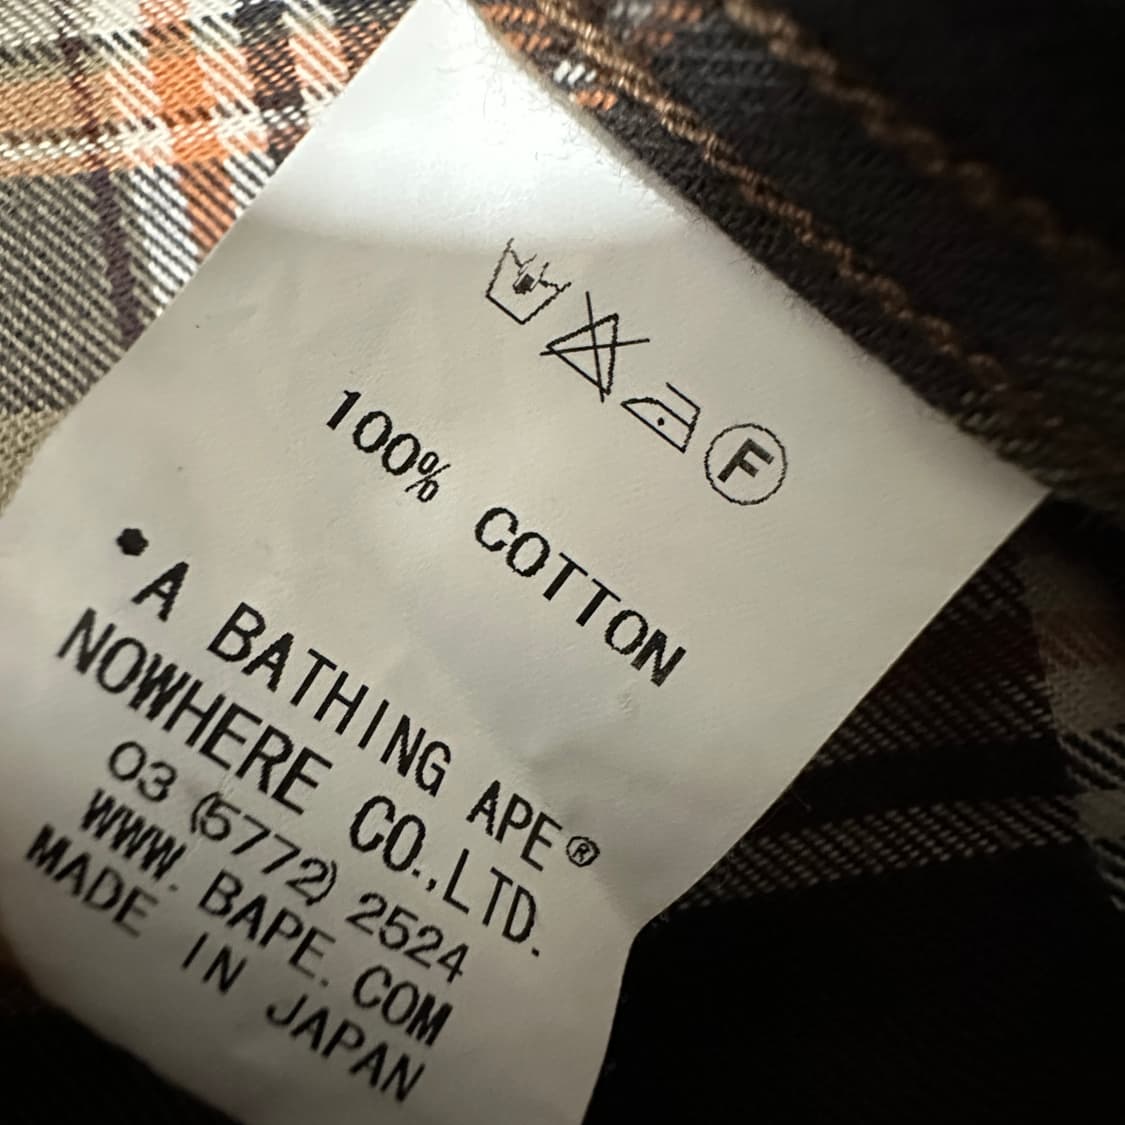 F
100% COTTON
• A BATHING APE®
NOWHERE CO.,LTD.
03 (5772) 2524
WWW. BAPE. COM
MADE IN JAPAN